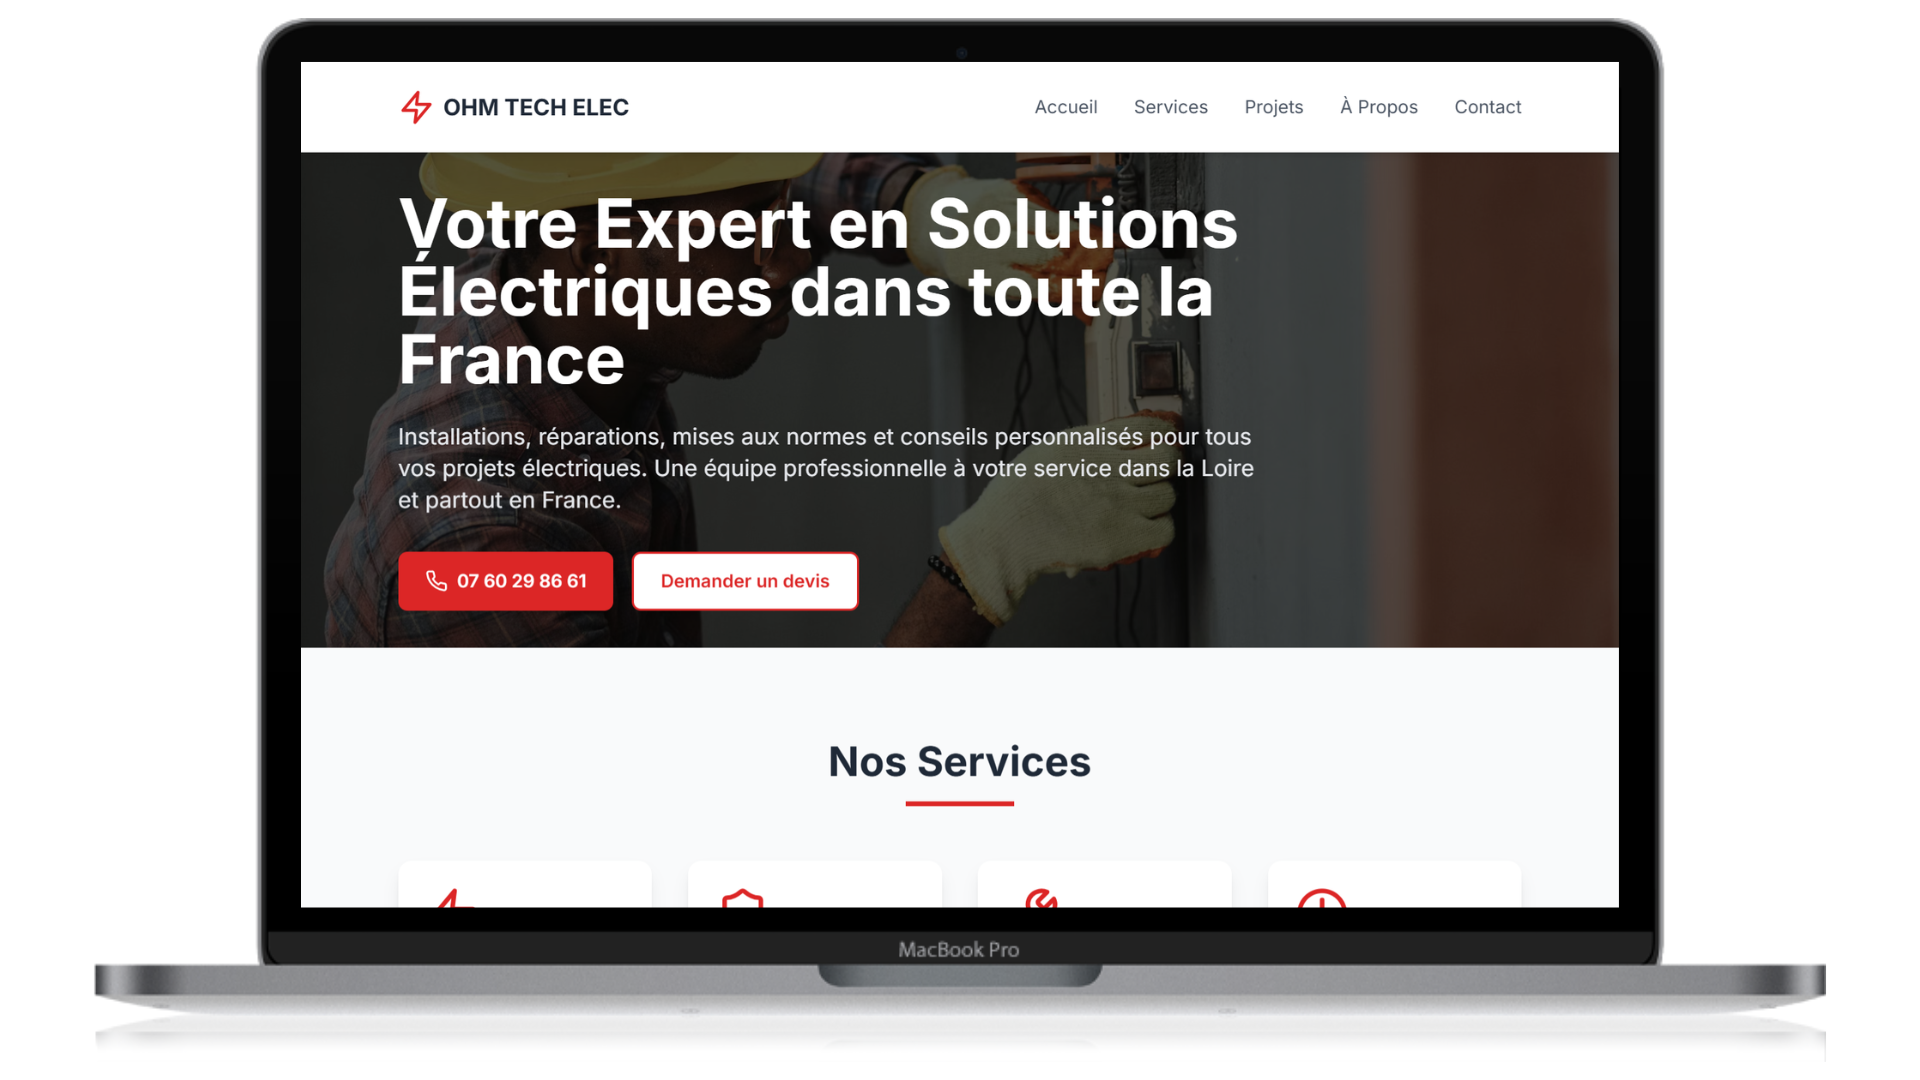 OHM TECH ELEC
Accueil Services Projets À Propos Contact
Votre Expert en Solutions
Électriques dans toute la
France
Installations, réparations, mises aux normes et conseils personnalisés pour tous
vos projets électriques. Une équipe professionnelle à votre service dans la Loire
et partout en France.
07 60 29 86 61
Demander un devis
Nos Services
MacBook Pro